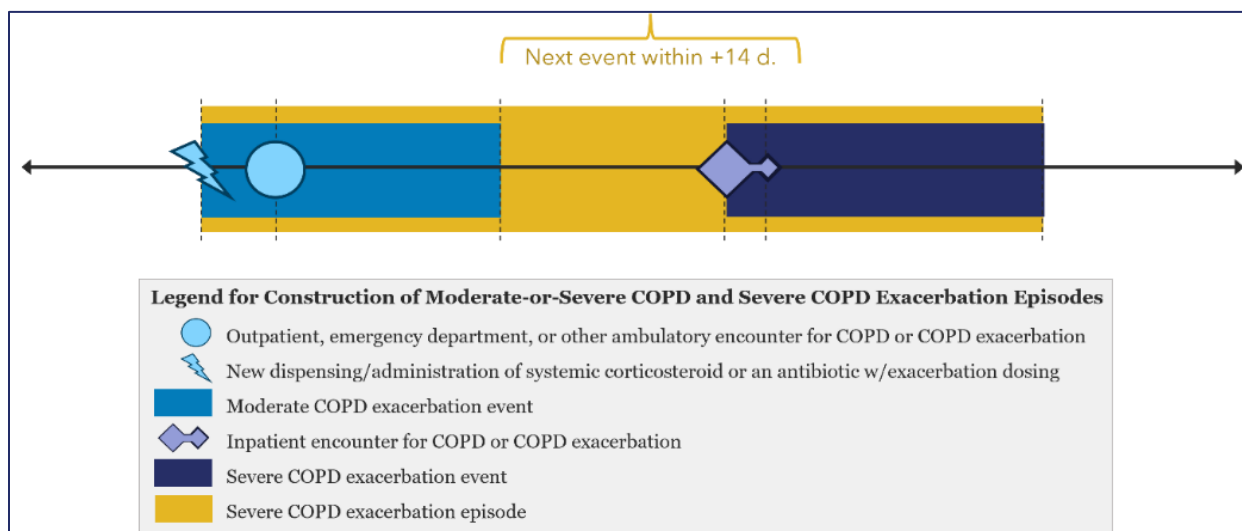 Next event within +14 d.
Legend for Construction of Moderate-or-Severe COPD and Severe COPD Exacerbation Episodes
Outpatient, emergency department, or other ambulatory encounter for COPD or COPD exacerbation
New dispensing/administration of systemic corticosteroid or an antibiotic w/exacerbation dosing
Moderate COPD exacerbation event
Inpatient encounter for COPD or COPD exacerbation
Severe COPD exacerbation event
Severe COPD exacerbation episode